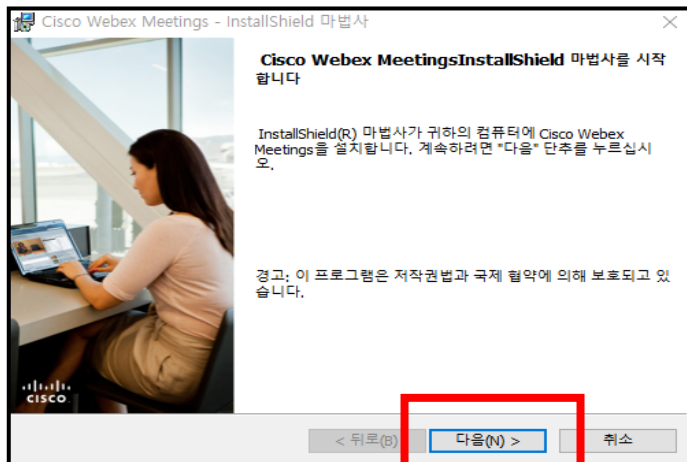 Cisco Webex Meetings - InstallShield 마법사
Cisco Webex MeetingsInstallShield 마법사를 시작
합니다
InstallShield(R) 마법사가 귀하의 컴퓨터에 Cisco Webex
Meetings을 설치합니다. 계속하려면 "다음" 단추를 누르십시
오.
경고: 이 프로그램은 저작권법과 국제 협약에 의해 보호되고 있
습니다.
CISCO
< 뒤로(B)
다음(N) >
취소